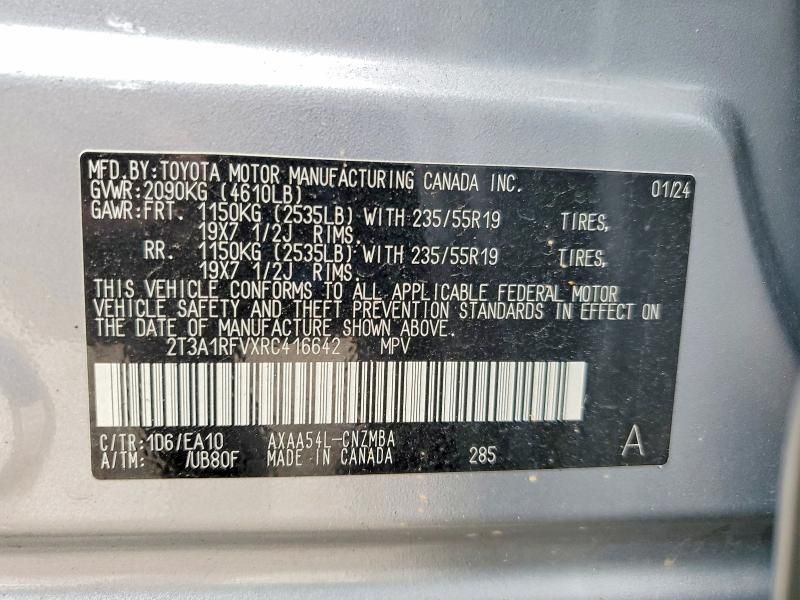 MFD.BY:TOYOTA MOTOR MANUFACTURING CANADA INC. 01/24
GVWR:2090KG (4610LB)
GAWR:FRT. 1150KG (2535LB) WITH 235/55R19 TIRES,
19X7 1/2J RIMS.
RR. 1150KG (2535LB) WITH 235/55R19 TIRES,
19X7 1/2J RIMS.
THIS VEHICLE CONFORMS TO ALL APPLICABLE FEDERAL MOTOR
VEHICLE SAFETY AND THEFT PREVENTION STANDARDS IN EFFECT ON
THE DATE OF MANUFACTURE SHOWN ABOVE.
2T3A1RFVXRC416642 MPV
C/TR:1D6/EA10 AXAA54L-CNZMBA
A/TM: /UB80F MADE IN CANADA 285 A